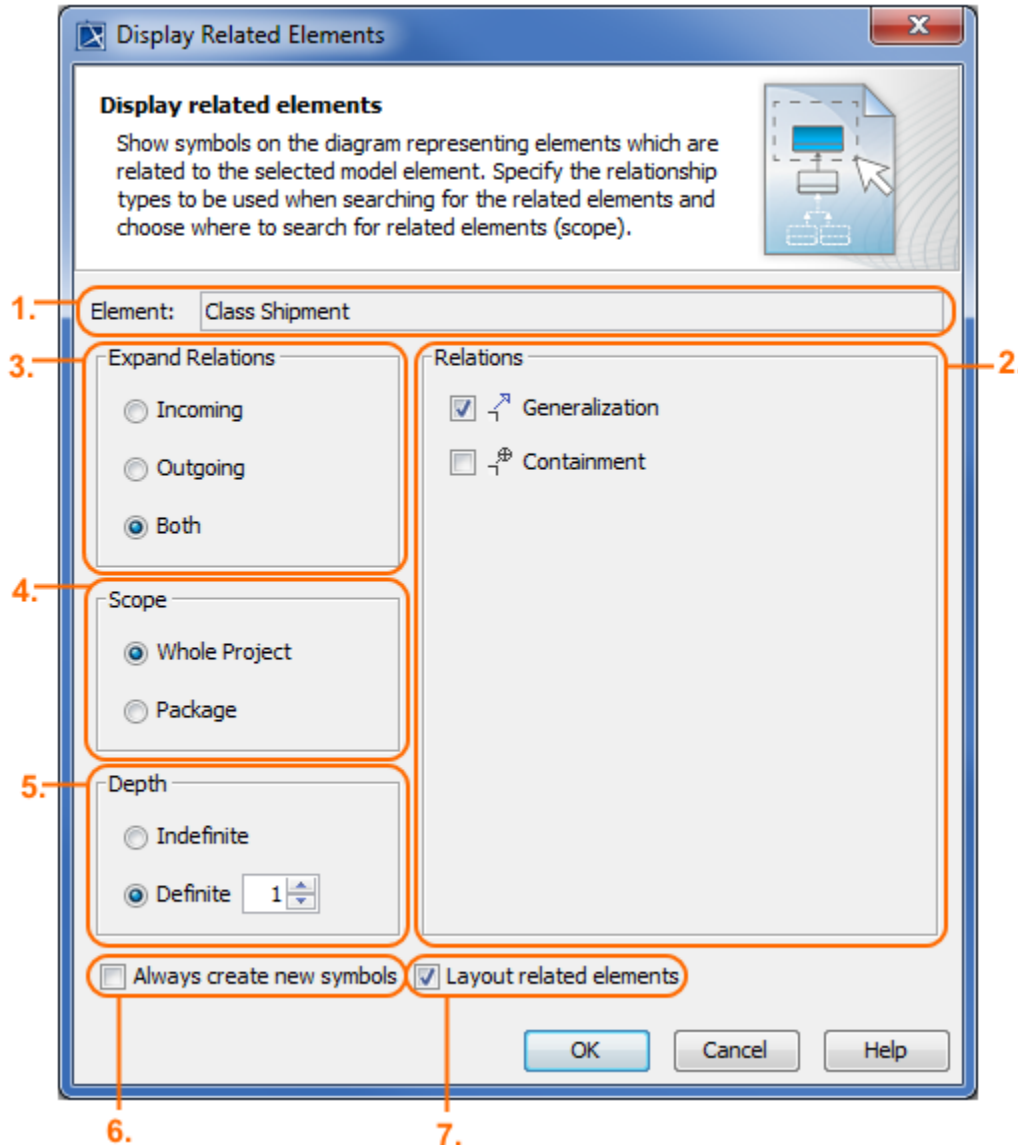 Display Related Elements
Display related elements
Show symbols on the diagram representing elements which are
related to the selected model element. Specify the relationship
types to be used when searching for the related elements and
choose where to search for related elements (scope).
1.
Element: Class Shipment
3.
Expand Relations
Incoming
Outgoing
Both
2.
Relations
Generalization
Containment
4.
Scope
Whole Project
Package
5.
Depth
Indefinite
Definite 1
Always create new symbols
Layout related elements
OK Cancel Help
6.
7.